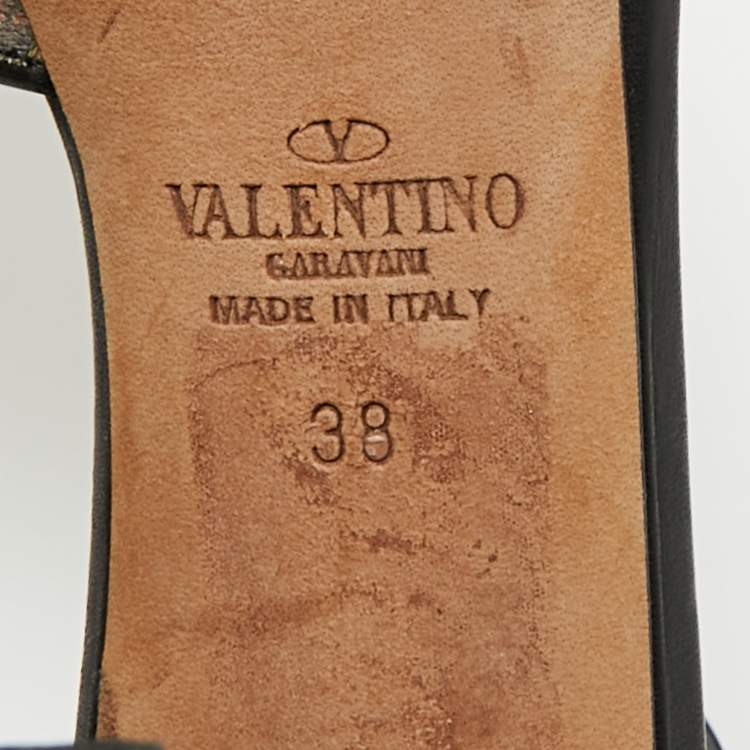 V
VALENTINO
GARAVANI
MADE IN ITALY
38